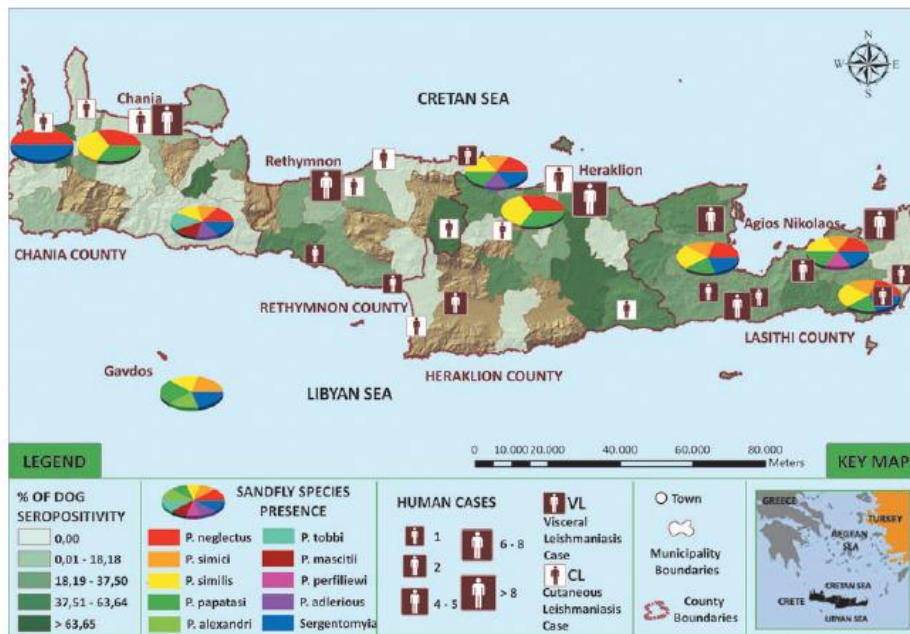 N
W E
S
Chania
CRETAN SEA
Rethymnon
Heraklion
Agios Nikolaos
CHANIA COUNTY
RETHYMNON COUNTY
LASITHI COUNTY
Gavdos
LIBYAN SEA
HERAKLION COUNTY
0 10.000 20.000 40.000 60.000 80.000
Meters
LEGEND
KEY MAP
% OF DOG
SEROPOSITIVITY
0,00
0,01 - 18,18
18,19 - 37,50
37,51 - 63,64
> 63,65
SANDFLY SPECIES
PRESENCE
P. neglectus
P. simici
P. similis
P. papatasi
P. alexandri
P. tobbi
P. mascitii
P. perfiliewi
P. adlerious
Sergentomyia
HUMAN CASES
1
2
4 - 5
6 - 8
> 8
VL
Visceral
Leishmaniasis
Case
CL
Cutaneous
Leishmaniasis
Case
Town
Municipality
Boundaries
County
Boundaries
GREECE
TURKEY
AEGEAN
SEA
CRETAN SEA
CRETE
LIBYAN SEA